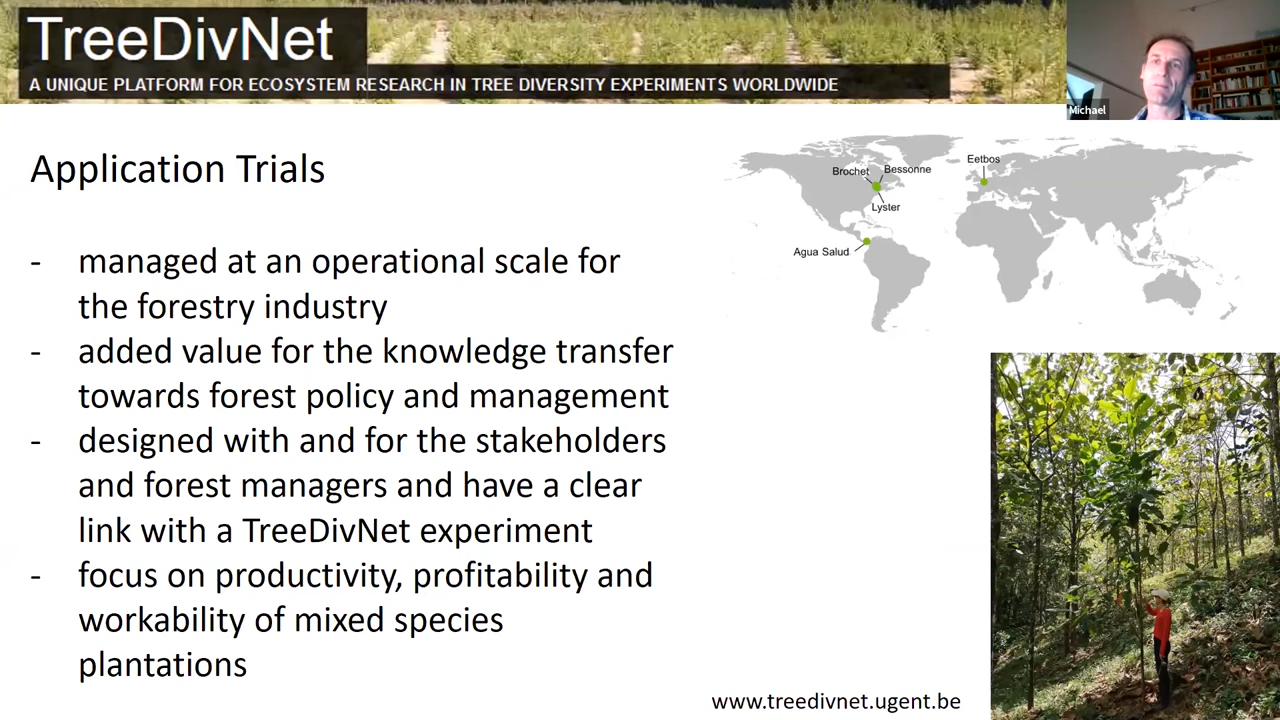 TreeDivNet
A UNIQUE PLATFORM FOR ECOSYSTEM RESEARCH IN TREE DIVERSITY EXPERIMENTS WORLDWIDE
Michael
Application Trials
- managed at an operational scale for
the forestry industry
- added value for the knowledge transfer
towards forest policy and management
- designed with and for the stakeholders
and forest managers and have a clear
link with a TreeDivNet experiment
- focus on productivity, profitability and
workability of mixed species
plantations
Eetbos
Brochet
Bessonne
Lyster
Agua Salud
www.treedivnet.ugent.be